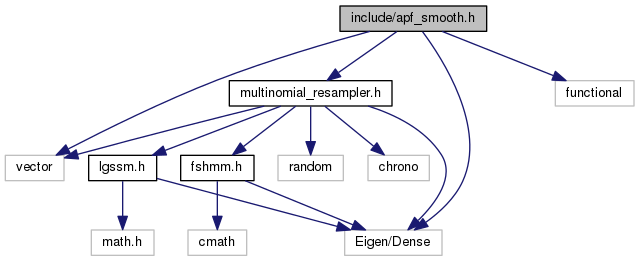 include/apf_smooth.h
multinomial_resampler.h
functional
vector
lgssm.h
fshmm.h
random
chrono
math.h
cmath
Eigen/Dense